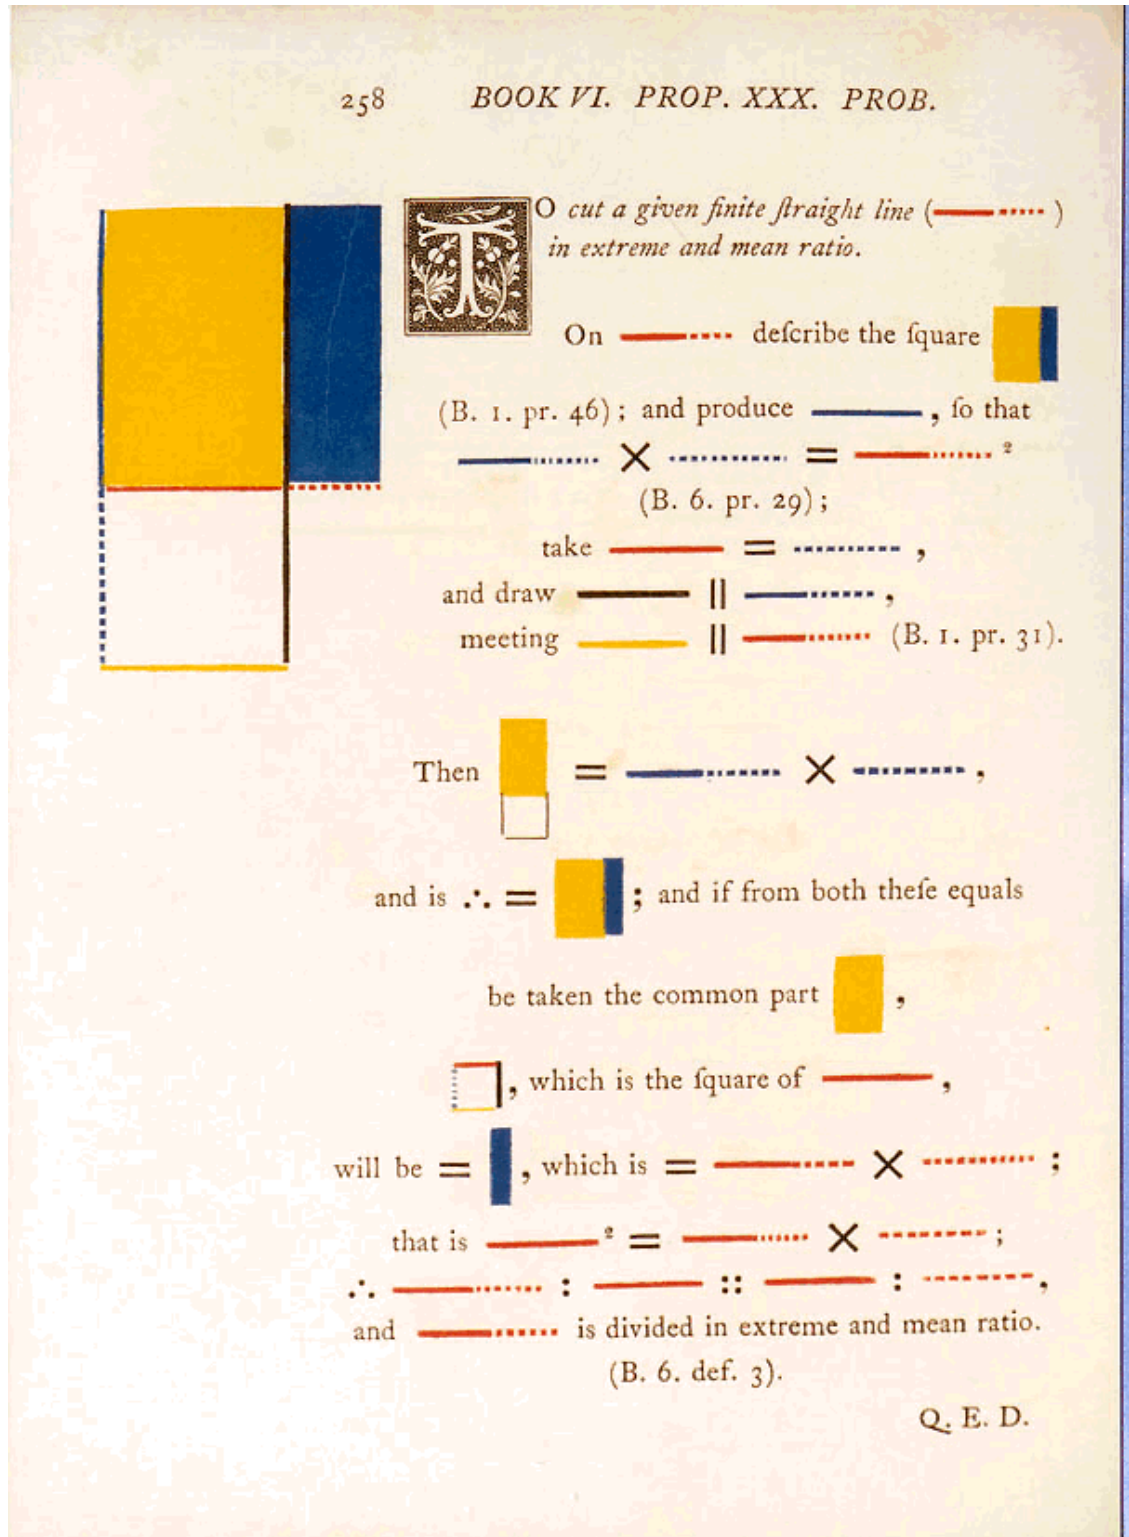 258 BOOK VI. PROP. XXX. PROB.
TO cut a given finite ſtraight line ( )
in extreme and mean ratio.
On deſcribe the ſquare
(B. 1. pr. 46) ; and produce , ſo that
× = ²
(B. 6. pr. 29) ;
take = ,
and draw || ,
meeting || (B. 1. pr. 31).
Then = × ,
and is ∴ = ; and if from both theſe equals
be taken the common part ,
, which is the ſquare of ,
will be = , which is = × ;
that is ² = × ;
∴ : :: : ,
and is divided in extreme and mean ratio.
(B. 6. def. 3).
Q. E. D.